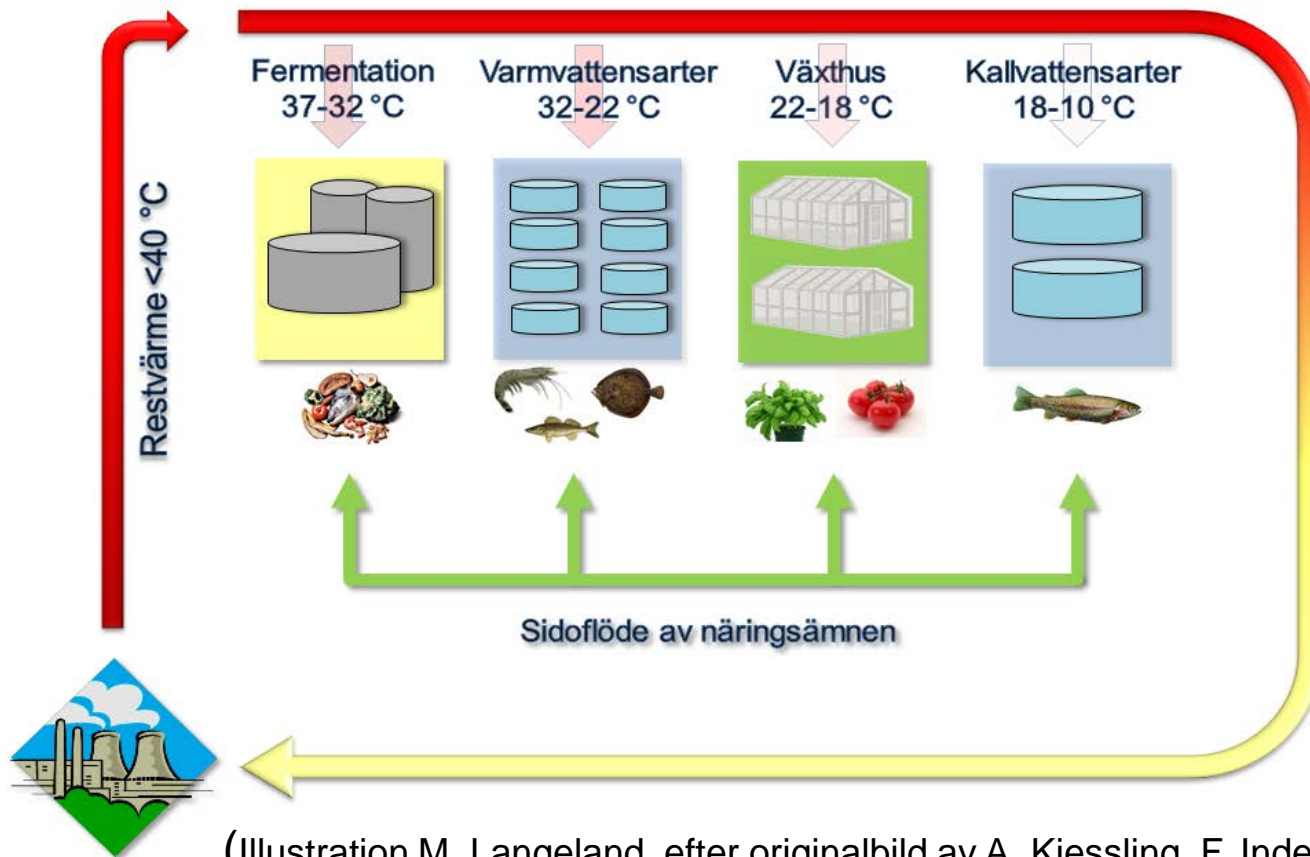 Fermentation
37-32 °C
Varmvattensarter
32-22 °C
Växthus
22-18 °C
Kallvattensarter
18-10 °C
Restvärme <40 °C
Sidoflöde av näringsämnen
(Illustration M. Langeland, efter originalbild av A. Kiessling, F. Inde